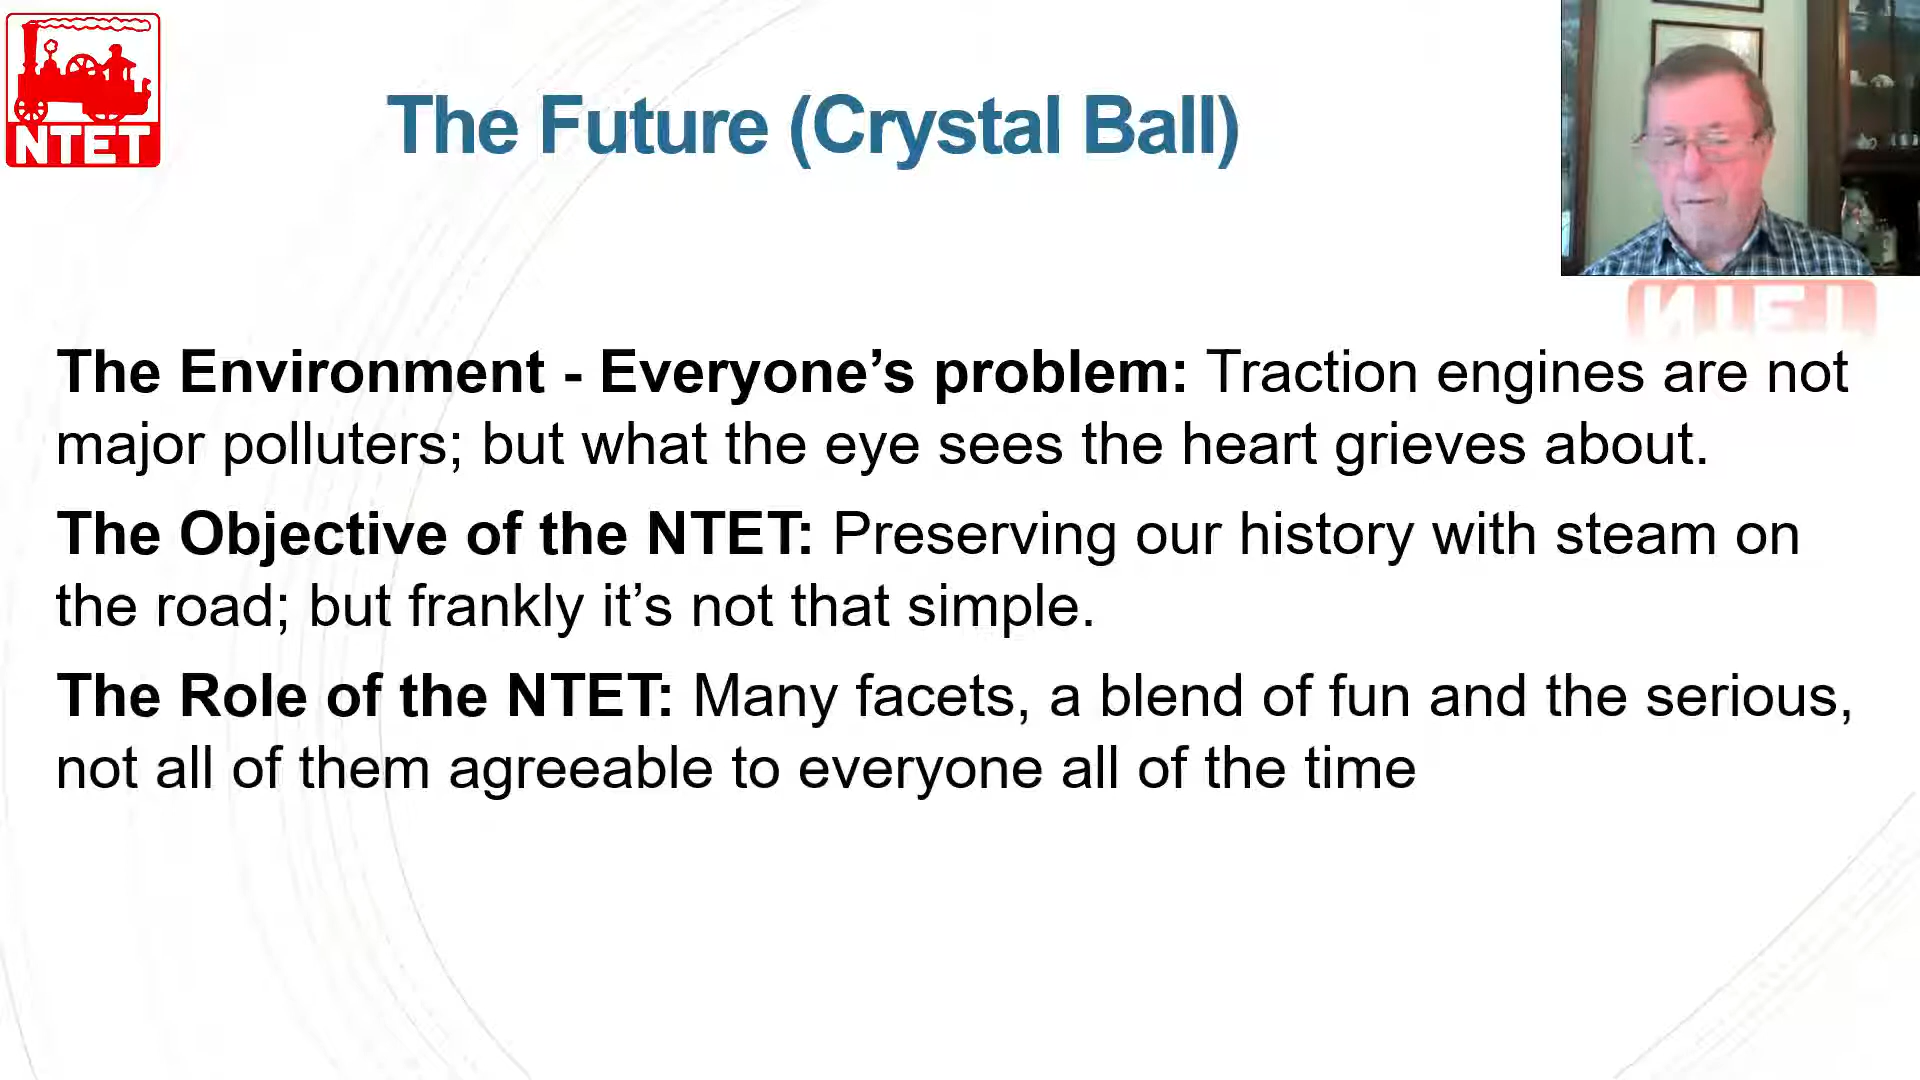 NTET
The Future (Crystal Ball)
The Environment - Everyone’s problem: Traction engines are not
major polluters; but what the eye sees the heart grieves about.
The Objective of the NTET: Preserving our history with steam on
the road; but frankly it’s not that simple.
The Role of the NTET: Many facets, a blend of fun and the serious,
not all of them agreeable to everyone all of the time